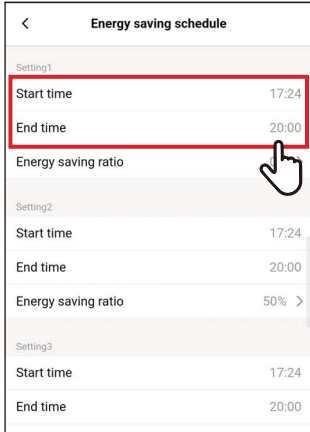 Energy saving schedule
Setting1
Start time 17:24
End time 20:00
Energy saving ratio
Setting2
Start time 17:24
End time 20:00
Energy saving ratio 50% >
Setting3
Start time 17:24
End time 20:00